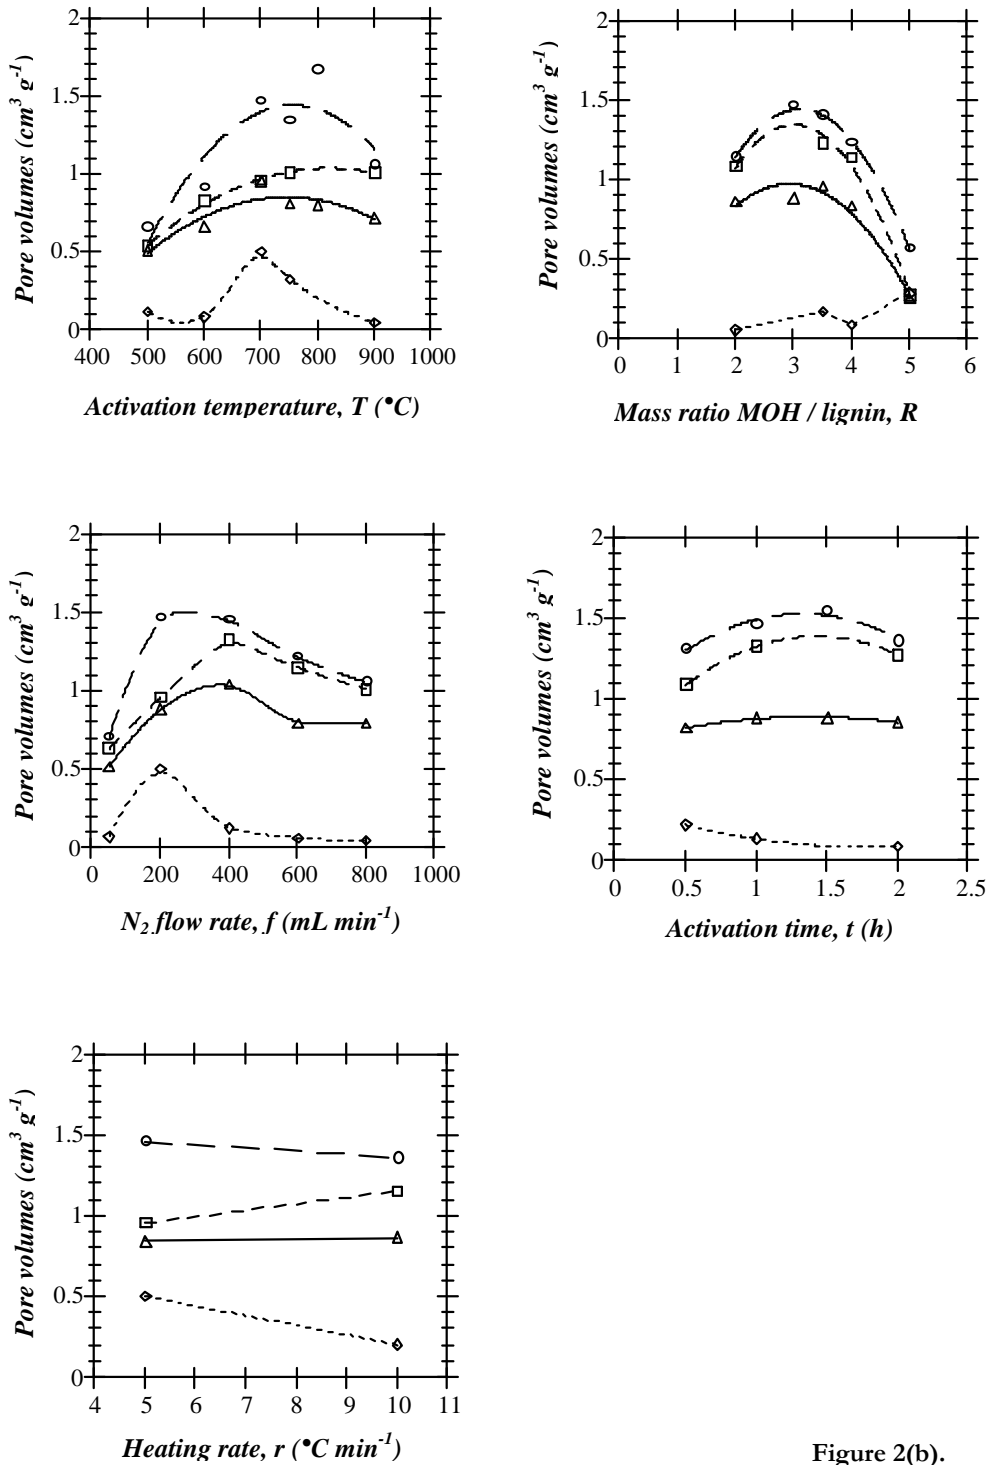 2
2
1.5
1.5
1
1
0.5
0.5
0
0
400 500 600 700 800 900 1000
0 1 2 3 4 5 6
Pore volumes (cm³ g⁻¹)
Pore volumes (cm³ g⁻¹)
Activation temperature, T (•C)
Mass ratio MOH / lignin, R
2
2
1.5
1.5
1
1
0.5
0.5
0
0
0 200 400 600 800 1000
0 0.5 1 1.5 2 2.5
Pore volumes (cm³ g⁻¹)
Pore volumes (cm³ g⁻¹)
N₂ flow rate, f (mL min⁻¹)
Activation time, t (h)
2
1.5
1
0.5
0
4 5 6 7 8 9 10 11
Pore volumes (cm³ g⁻¹)
Heating rate, r (•C min⁻¹)
Figure 2(b).